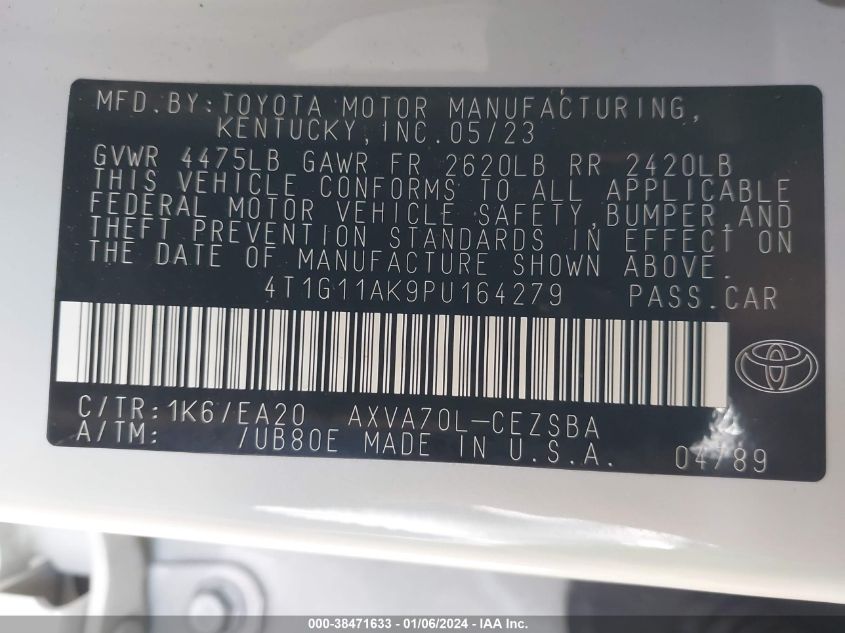 MFD.BY:TOYOTA MOTOR MANUFACTURING,
KENTUCKY,INC.05/23
GVWR 4475LB GAWR FR 2620LB RR 2420LB
THIS VEHICLE CONFORMS TO ALL APPLICABLE
FEDERAL MOTOR VEHICLE SAFETY,BUMPER,AND
THEFT PREVENTION STANDARDS IN EFFECT ON
THE DATE OF MANUFACTURE SHOWN ABOVE.
4T1G11AK9PU164279 PASS.CAR
C/TR:1K6/EA20 AXVA70L-CEZSBA
A/TM: /UB80E MADE IN U.S.A. 04789
000-38471633 - 01/06/2024 - IAA Inc.